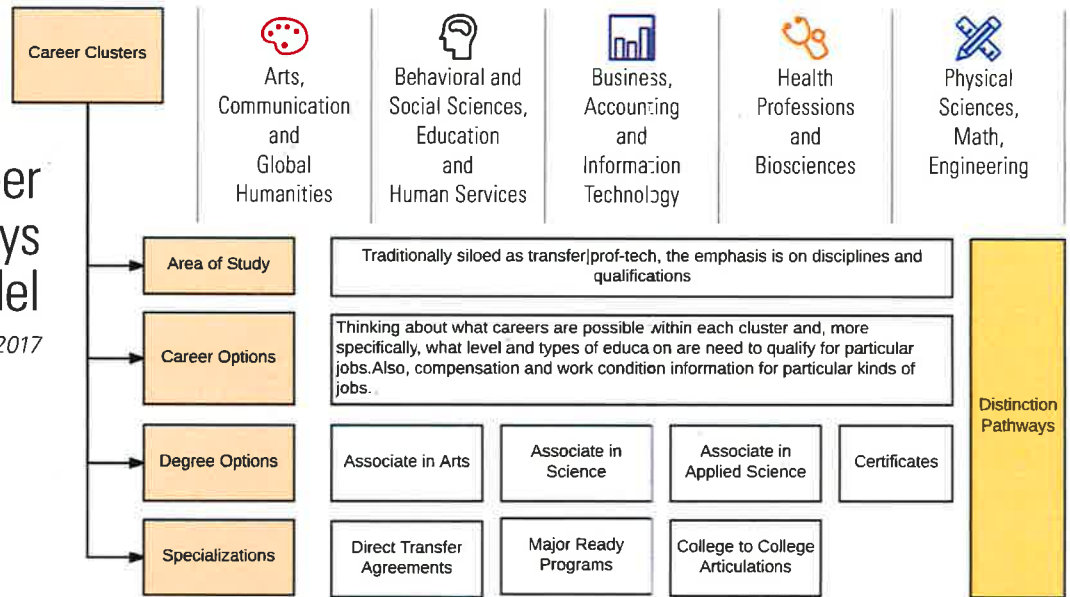 Career Clusters
Arts,
Communication
and
Global
Humanities
Behavioral and
Social Sciences,
Education
and
Human Services
Business,
Accounting
and
Information
Technology
Health
Professions
and
Biosciences
Physical
Sciences,
Math,
Engineering
er
ys
del
2017
Area of Study
Traditionally siloed as transfer|prof-tech, the emphasis is on disciplines and
qualifications
Career Options
Thinking about what careers are possible within each cluster and, more
specifically, what level and types of educa on are need to qualify for particular
jobs.Also, compensation and work condition information for particular kinds of
jobs.
Distinction
Pathways
Degree Options
Associate in Arts
Associate in
Science
Associate in
Applied Science
Certificates
Specializations
Direct Transfer
Agreements
Major Ready
Programs
College to College
Articulations